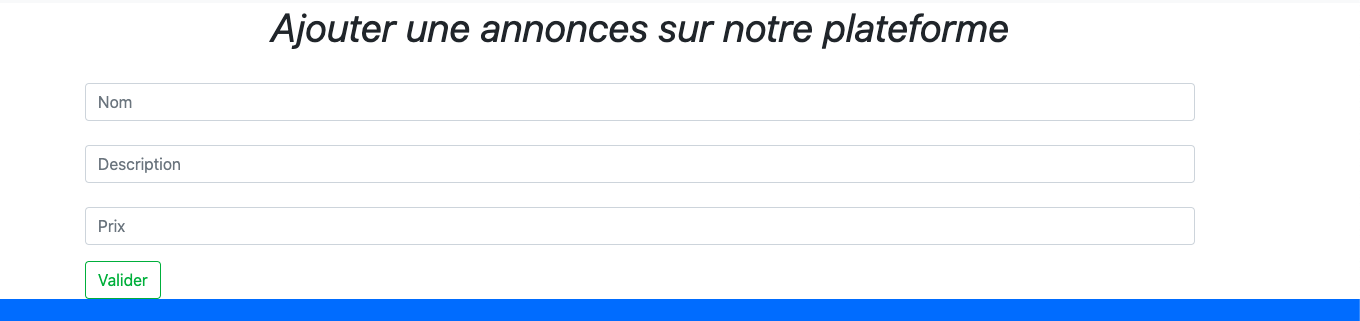 Ajouter une annonces sur notre plateforme
Nom
Description
Prix
Valider